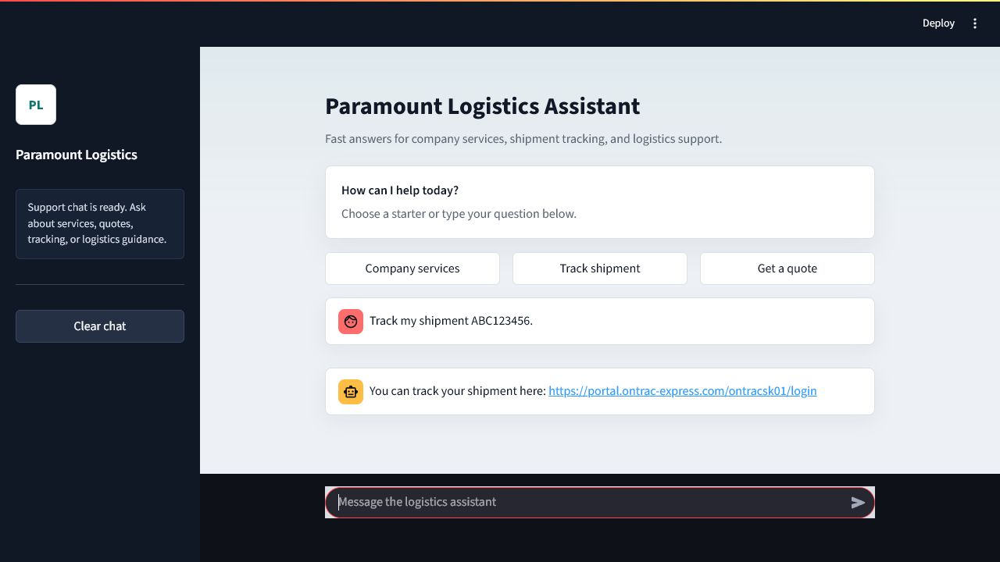 Deploy
PL
Paramount Logistics
Support chat is ready. Ask
about services, quotes,
tracking, or logistics guidance.
Clear chat
Paramount Logistics Assistant
Fast answers for company services, shipment tracking, and logistics support.
How can I help today?
Choose a starter or type your question below.
Company services
Track shipment
Get a quote
Track my shipment ABC123456.
You can track your shipment here: https://portal.ontrac-express.com/ontracsk01/login
Message the logistics assistant